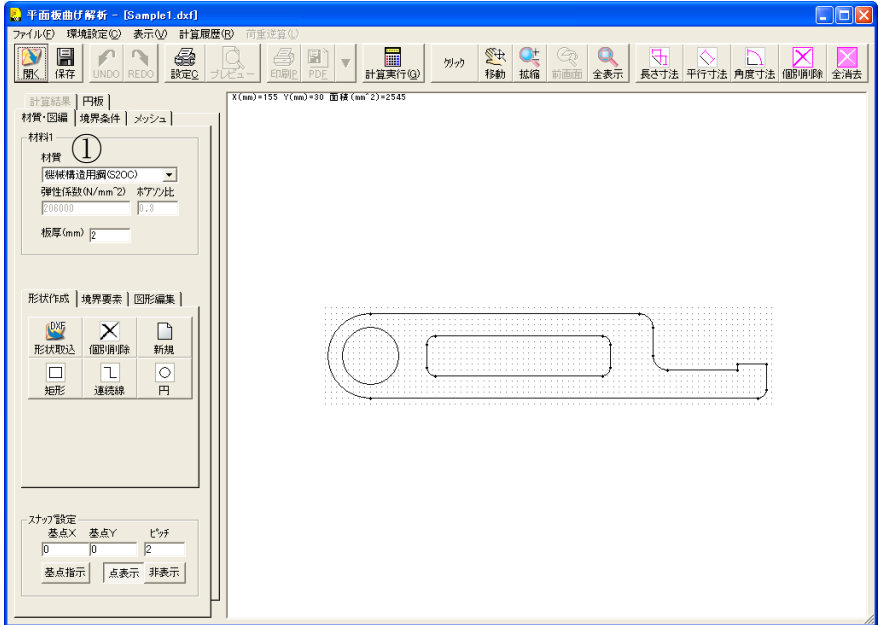 平面板曲げ解析 - [Sample1.dxf]
ファイル(F) 環境設定(C) 表示(V) 計算履歴(R) 荷重逆算(L)
開く 保存 UNDO REDO 設定C プレビュー 印刷P PDF 計算実行(G) クリック 移動 拡縮 前画面 全表示 長さ寸法 平行寸法 角度寸法 個別削除 全消去
計算結果 円板
材質・図編 境界条件 メッシュ
X(mm)=155 Y(mm)=30 面積(mm^2)=2545
材料1
①
材質
機械構造用鋼(S20C)
弾性係数(N/mm^2) ポアソン比
206000 0.3
板厚(mm) 2
形状作成 境界要素 図形編集
DXF
形状取込 個別削除 新規
矩形 連続線 円
スナップ設定
基点X 基点Y ピッチ
0 0 2
基点指示 点表示 非表示